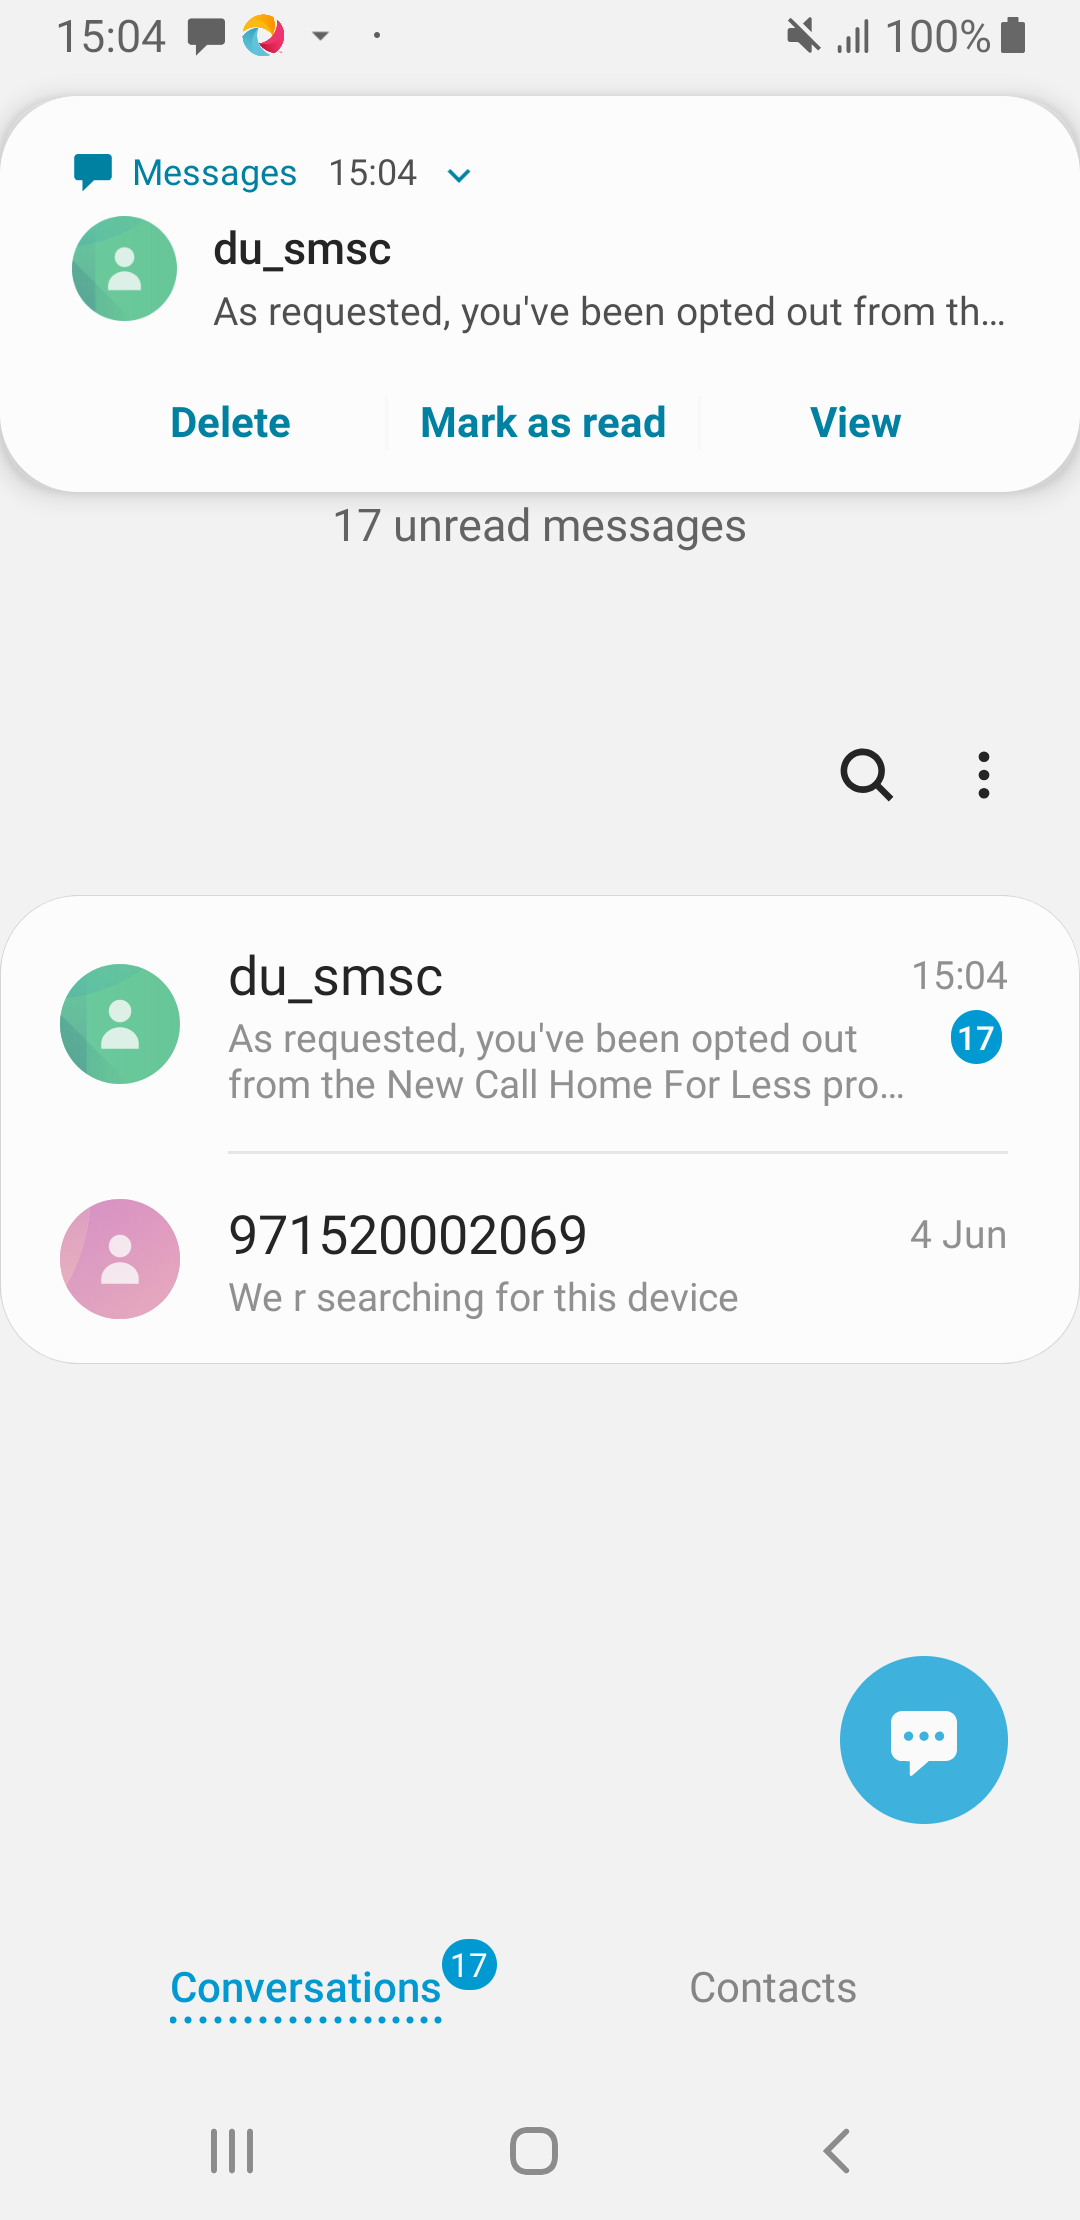 15:04
100%
Messages 15:04
du_smsc
As requested, you've been opted out from th...
Delete Mark as read View
17 unread messages
du_smsc 15:04
As requested, you've been opted out 17
from the New Call Home For Less pro...
971520002069 4 Jun
We r searching for this device
Conversations 17 Contacts